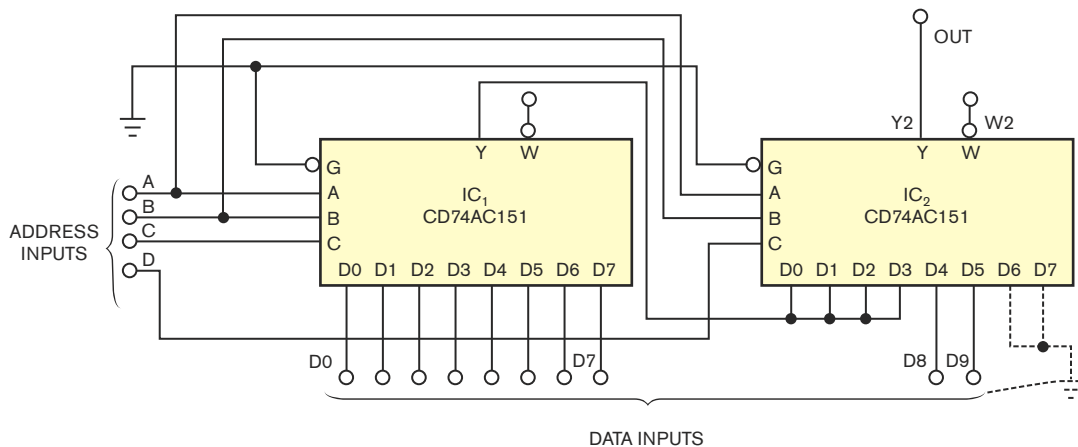 OUT
Y2
W2
Y W
Y W
G
A
B
C
IC1
CD74AC151
G
A
B
C
IC2
CD74AC151
ADDRESS
INPUTS
A
B
C
D
D0 D1 D2 D3 D4 D5 D6 D7
D0 D1 D2 D3 D4 D5 D6 D7
D0
D7
D8
D9
DATA INPUTS